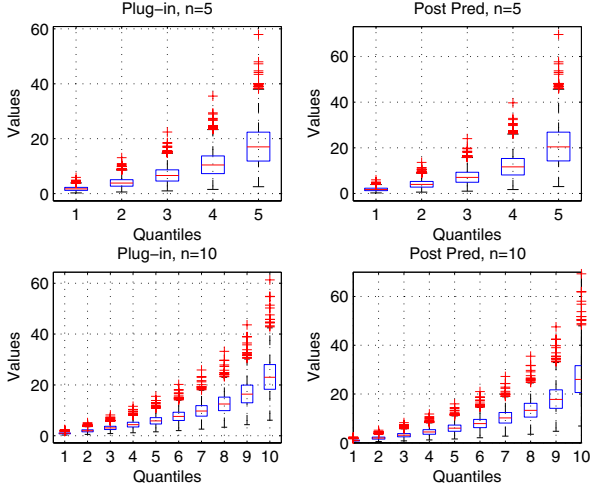 Plug-in, n=5
60
40
20
0
Values
1 2 3 4 5
Quantiles
Post Pred, n=5
60
40
20
0
Values
1 2 3 4 5
Quantiles
Plug-in, n=10
60
40
20
0
Values
1 2 3 4 5 6 7 8 9 10
Quantiles
Post Pred, n=10
60
40
20
0
Values
1 2 3 4 5 6 7 8 9 10
Quantiles